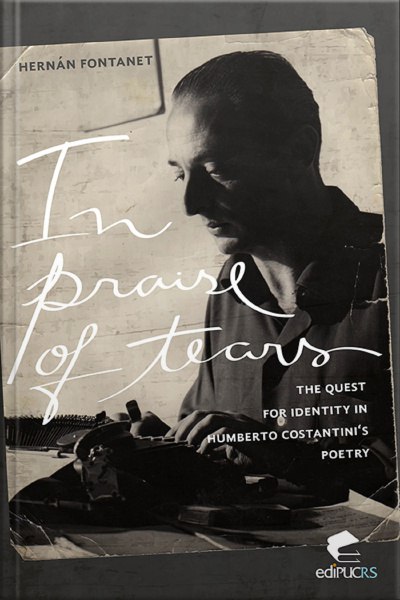 HERNÁN FONTANET
In
praise
of tears
THE QUEST
FOR IDENTITY IN
HUMBERTO COSTANTINI'S
POETRY
ediPUCRS